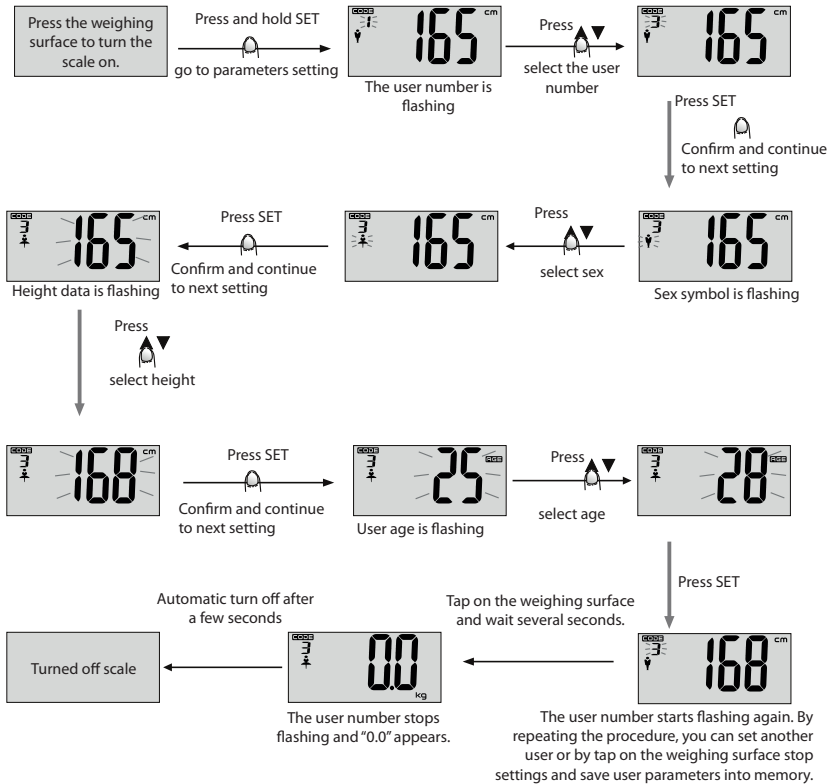 Press the weighing
surface to turn the
scale on.
Press and hold SET
go to parameters setting
CODE
1
165 cm
The user number is
flashing
Press ▲ ▼
select the user
number
CODE
3
165 cm
Press SET
Confirm and continue
to next setting
CODE
3
165 cm
Sex symbol is flashing
Press
▲ ▼
select sex
CODE
3
165 cm
Press SET
Confirm and continue
to next setting
CODE
3
165 cm
Height data is flashing
Press
▲ ▼
select height
CODE
3
168 cm
Press SET
Confirm and continue
to next setting
CODE
3
25 AGE
User age is flashing
Press ▲ ▼
select age
CODE
3
28 AGE
Press SET
CODE
3
168 cm
The user number starts flashing again. By
repeating the procedure, you can set another
user or by tap on the weighing surface stop
settings and save user parameters into memory.
Tap on the weighing surface
and wait several seconds.
CODE
3
0.0
kg
The user number stops
flashing and “0.0” appears.
Automatic turn off after
a few seconds
Turned off scale